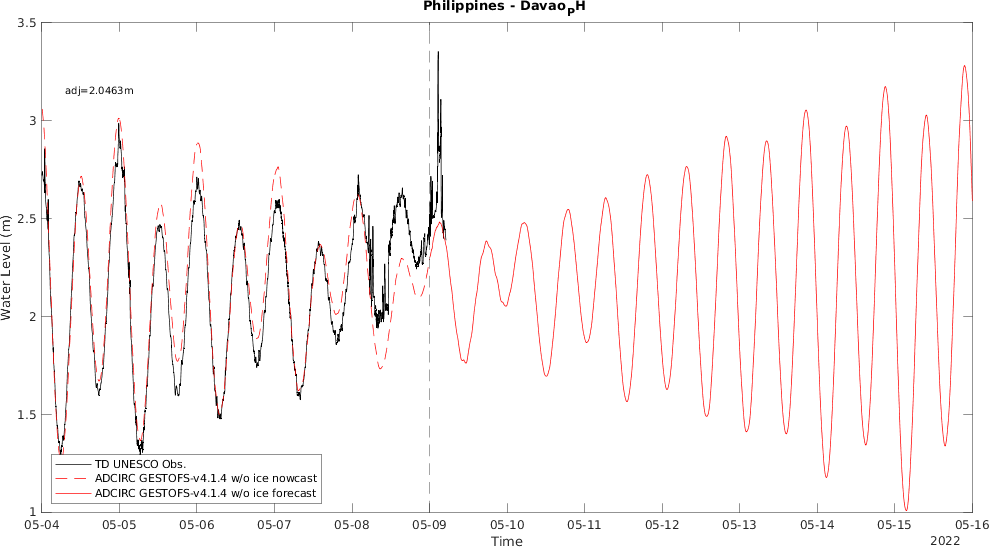 Philippines - DavaopH
3.5
3
2.5
2
1.5
1
Water Level (m)
adj=2.0463m
TD UNESCO Obs.
ADCIRC GESTOFS-v4.1.4 w/o ice nowcast
ADCIRC GESTOFS-v4.1.4 w/o ice forecast
05-04 05-05 05-06 05-07 05-08 05-09 05-10 05-11 05-12 05-13 05-14 05-15 05-16
Time
2022